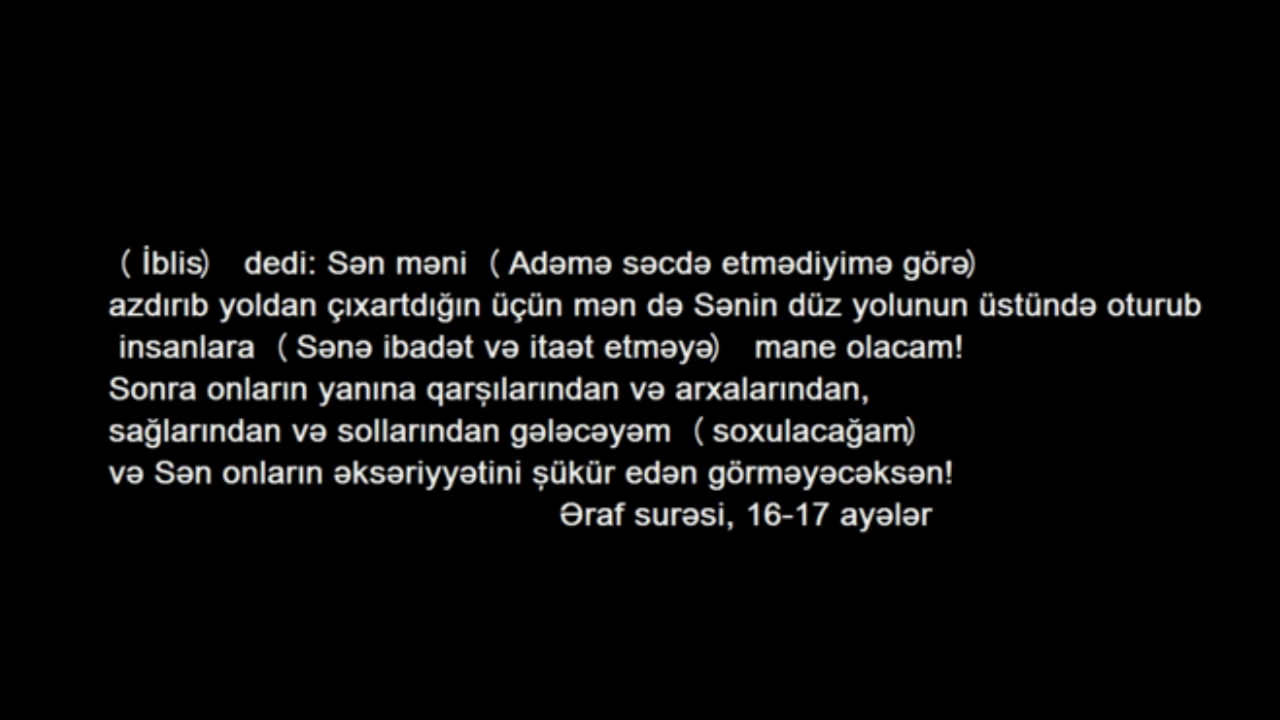 ( İblis) dedi: Sən məni ( Adəmə səcdə etmədiyimə görə)
azdırıb yoldan çıxartdığın üçün mən də Sənin düz yolunun üstündə oturub
insanlara ( Sənə ibadət və itaət etməyə) mane olacam!
Sonra onların yanına qarşılarından və arxalarından,
sağlarından və sollarından gələcəyəm ( soxulacağam)
və Sən onların əksəriyyətini şükür edən görməyəcəksən!
Əraf surəsi, 16-17 ayələr